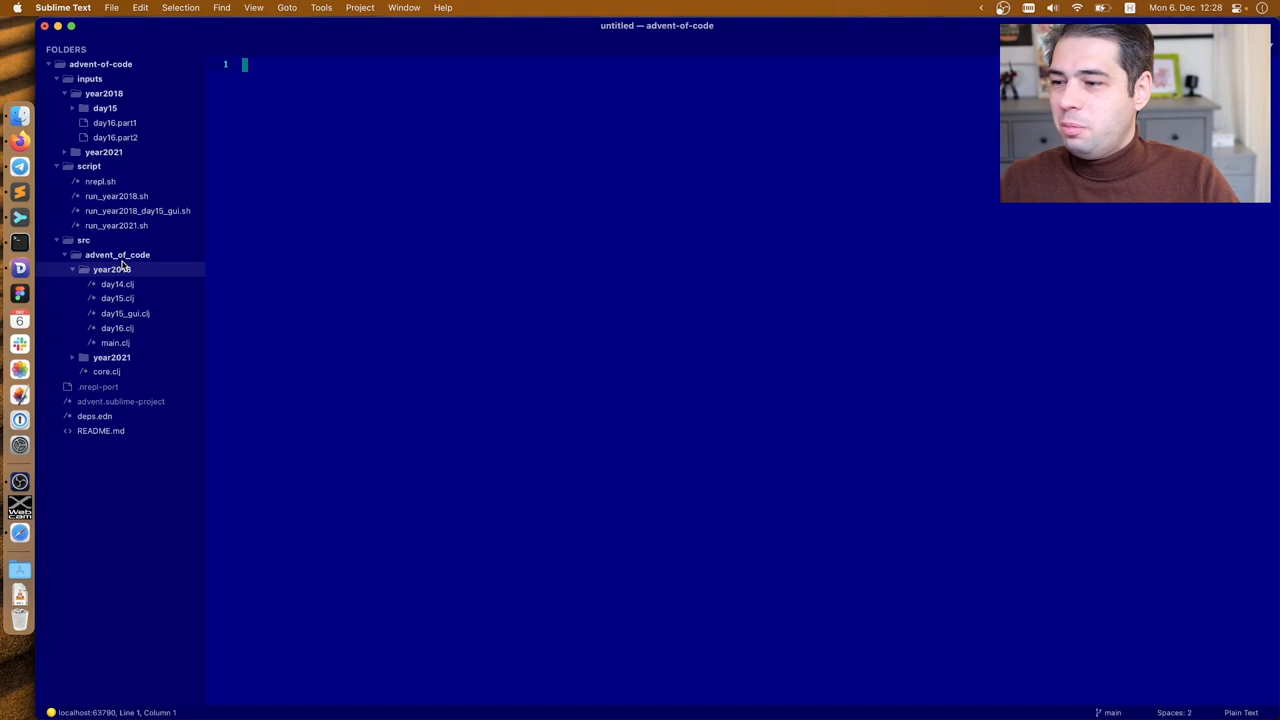 Sublime Text File Edit Selection Find View Goto Tools Project Window Help
Mon 6. Dec 12:28
untitled — advent-of-code
FOLDERS
advent-of-code
inputs
year2018
day15
day16.part1
day16.part2
year2021
script
nrepl.sh
run_year2018.sh
run_year2018_day15_gui.sh
run_year2021.sh
src
advent_of_code
year2018
day14.clj
day15.clj
day15_gui.clj
day16.clj
main.clj
year2021
core.clj
.nrepl-port
advent.sublime-project
deps.edn
README.md
1
DEC
6
Web
cam
localhost:63790, Line 1, Column 1
main
Spaces: 2
Plain Text